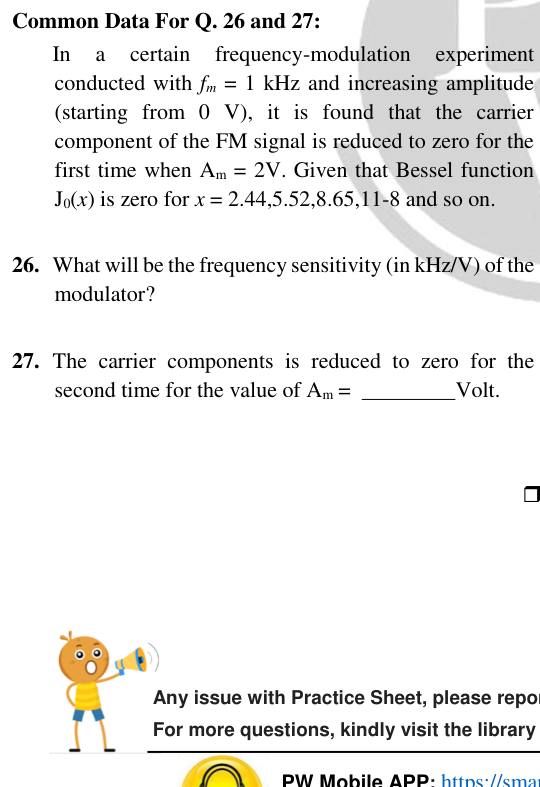 Common Data For Q. 26 and 27:
In a certain frequency-modulation experiment
conducted with fm = 1 kHz and increasing amplitude
(starting from 0 V), it is found that the carrier
component of the FM signal is reduced to zero for the
first time when Am = 2V. Given that Bessel function
J0(x) is zero for x = 2.44,5.52,8.65,11-8 and so on.
26. What will be the frequency sensitivity (in kHz/V) of the
modulator?
27. The carrier components is reduced to zero for the
second time for the value of Am = ________Volt.
❒
Any issue with Practice Sheet, please repo
For more questions, kindly visit the library
PW Mobile APP: https://sma